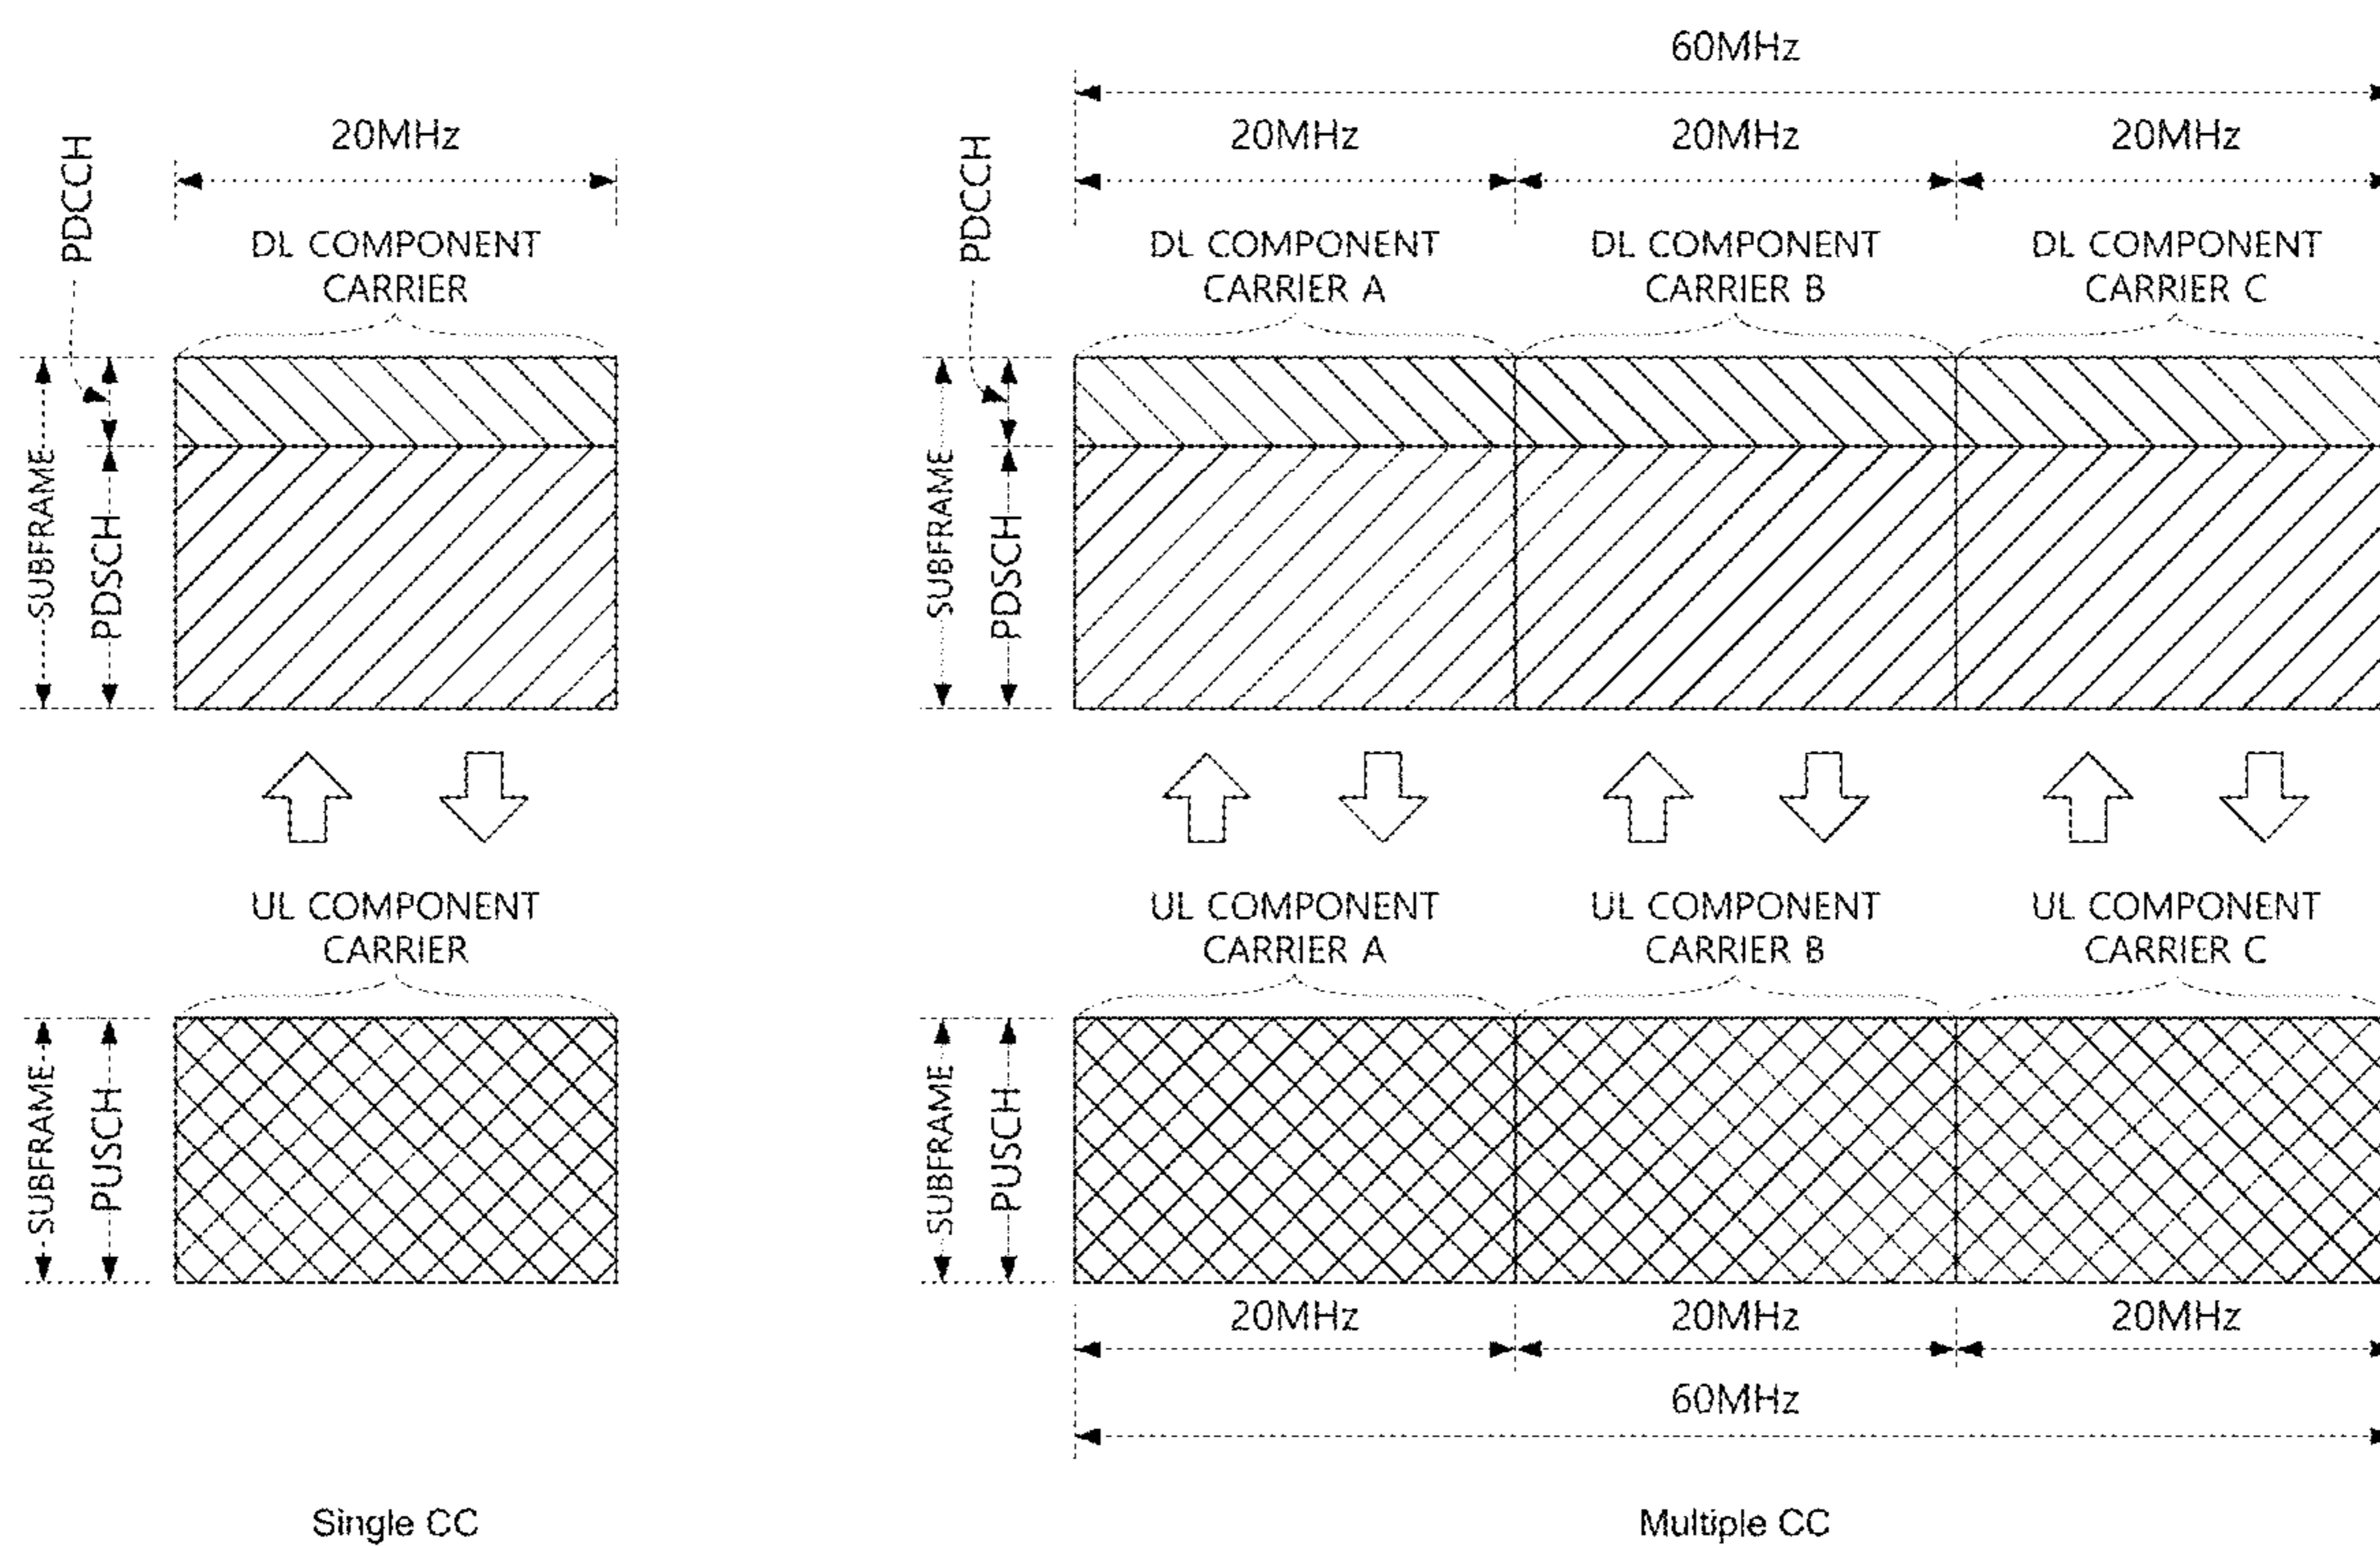 20MHz
PDCCH
DL COMPONENT
CARRIER
SUBFRAME
PDSCH
UL COMPONENT
CARRIER
SUBFRAME
PUSCH
Single CC
60MHz
20MHz
20MHz
20MHz
PDCCH
DL COMPONENT
CARRIER A
DL COMPONENT
CARRIER B
DL COMPONENT
CARRIER C
SUBFRAME
PDSCH
UL COMPONENT
CARRIER A
UL COMPONENT
CARRIER B
UL COMPONENT
CARRIER C
SUBFRAME
PUSCH
20MHz
20MHz
20MHz
60MHz
Multiple CC